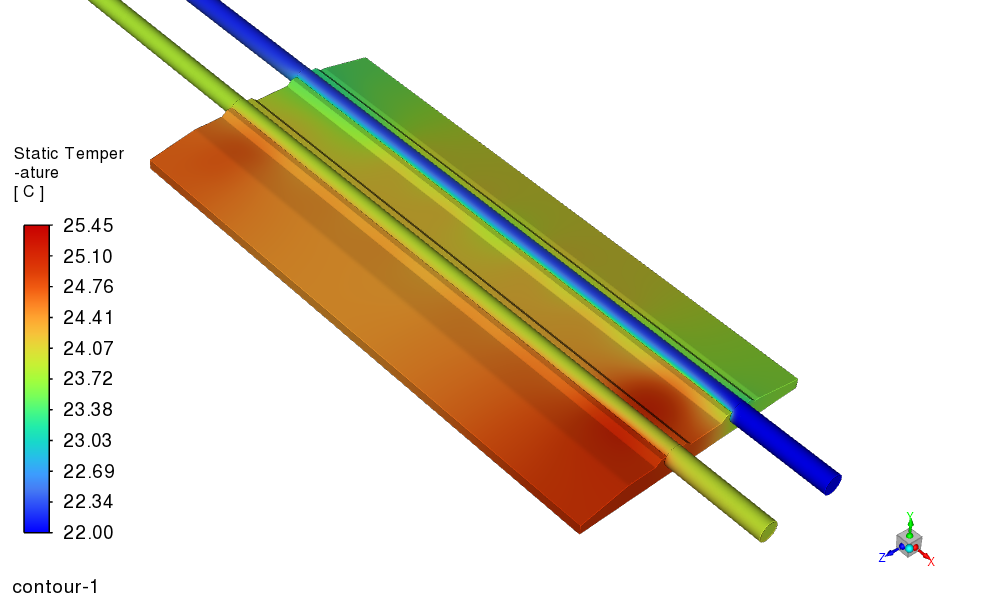 Static Temper
-ature
[ C ]
25.45
25.10
24.76
24.41
24.07
23.72
23.38
23.03
22.69
22.34
22.00
contour-1
Y
Z
X